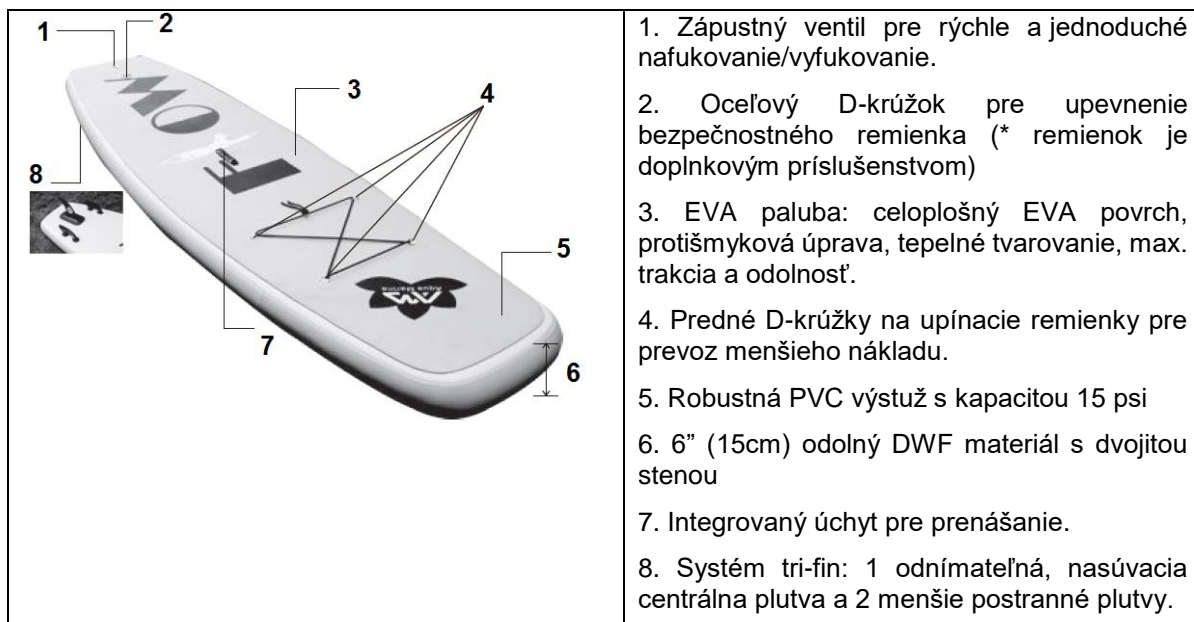 1
2
3
4
5
6
7
8
FLOW
Aqua Marina
1. Zápustný ventil pre rýchle a jednoduché
nafukovanie/vyfukovanie.
2. Oceľový D-krúžok pre upevnenie
bezpečnostného remienka (* remienok je
doplnkovým príslušenstvom)
3. EVA paluba: celoplošný EVA povrch,
protišmyková úprava, tepelné tvarovanie, max.
trakcia a odolnosť.
4. Predné D-krúžky na upínacie remienky pre
prevoz menšieho nákladu.
5. Robustná PVC výstuž s kapacitou 15 psi
6. 6” (15cm) odolný DWF materiál s dvojitou
stenou
7. Integrovaný úchyt pre prenášanie.
8. Systém tri-fin: 1 odnímateľná, nasúvacia
centrálna plutva a 2 menšie postranné plutvy.